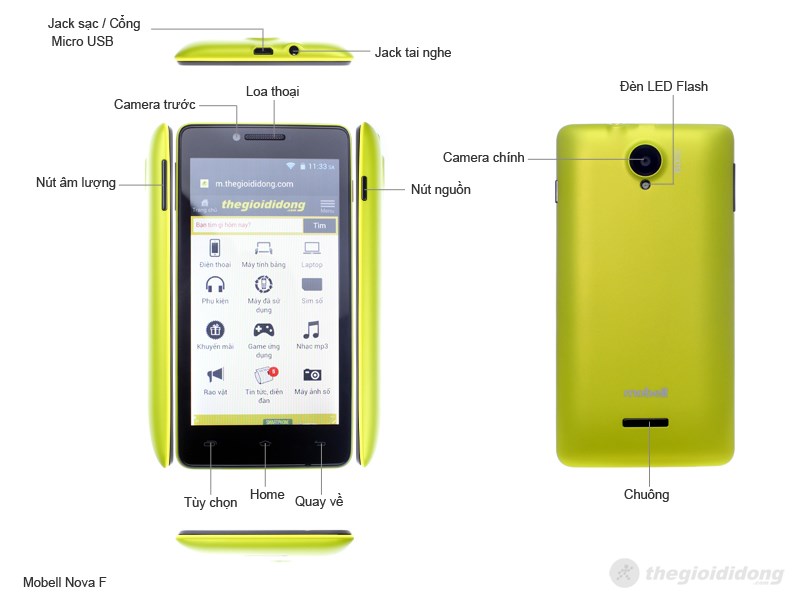 Jack sạc / Cổng
Micro USB
Jack tai nghe
Loa thoại
Camera trước
Đèn LED Flash
Camera chính
Nút âm lượng
Nút nguồn
11:33
m.thegioididong.com
Trang chủ
thegioididong
.com
Menu
Bạn tìm gì hôm nay?
Tìm
Điện thoại
Máy tính bảng
Laptop
Phụ kiện
Máy đã sử dụng
Sim số
Khuyến mãi
Game ứng dụng
Nhạc mp3
Rao vặt
Tin tức, diễn đàn
Máy ảnh số
mobell
Tùy chọn
Home
Quay về
Chuông
Mobell Nova F
thegioididong
.com